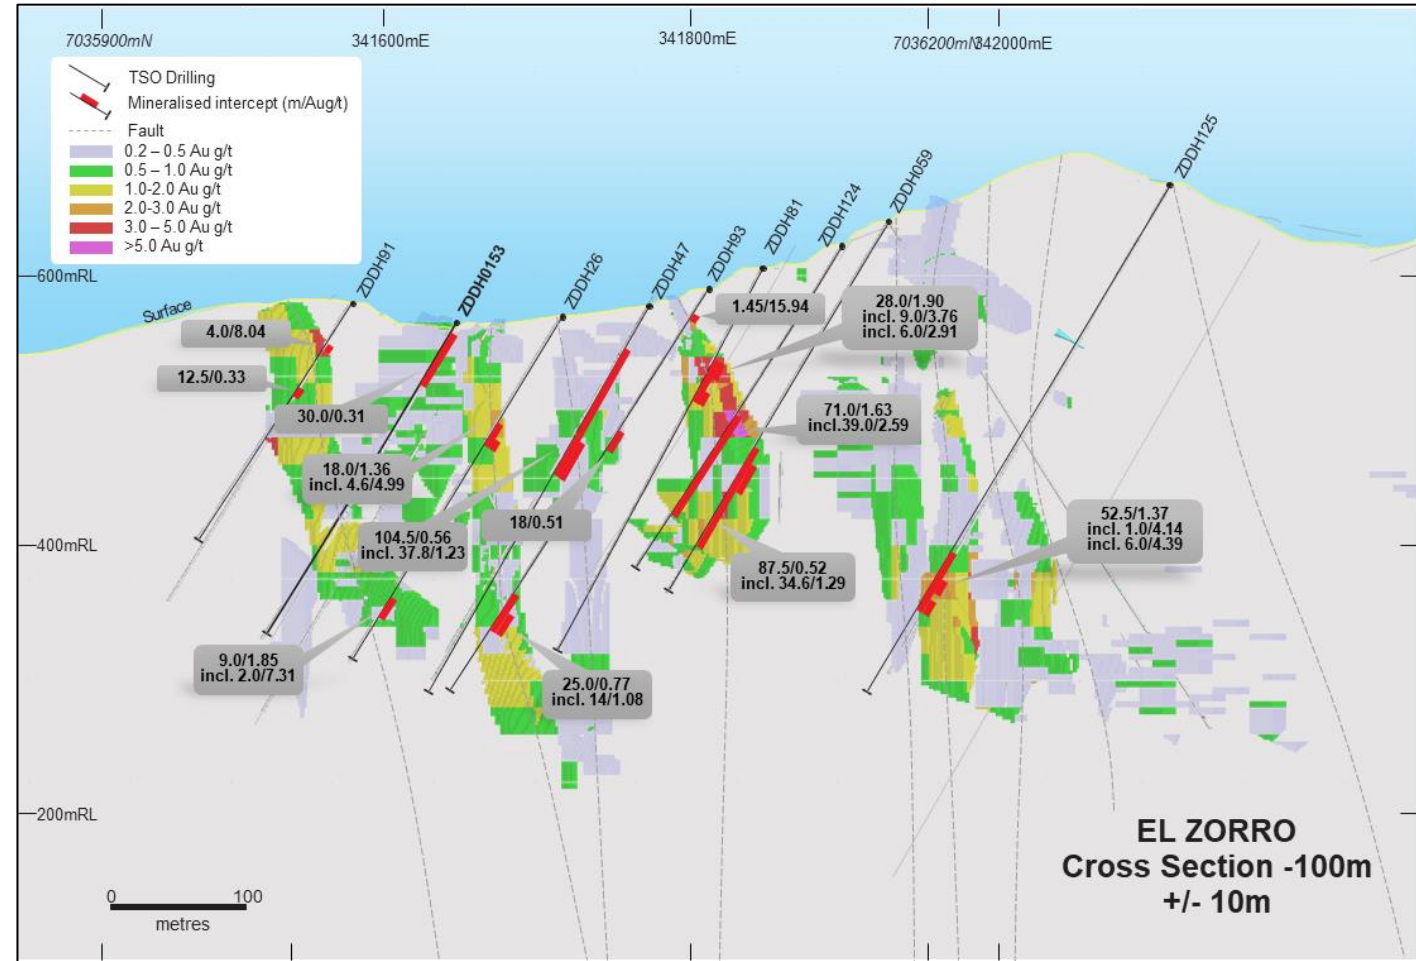 7035900mN
341600mE
341800mE
7036200mN
342000mE
TSO Drilling
Mineralised intercept (m/Aug/t)
Fault
0.2 – 0.5 Au g/t
0.5 – 1.0 Au g/t
1.0-2.0 Au g/t
2.0-3.0 Au g/t
3.0 – 5.0 Au g/t
>5.0 Au g/t
ZDDH91
ZDDH0153
ZDDH26
ZDDH47
ZDDH93
ZDDH81
ZDDH124
ZDDH059
ZDDH125
600mRL
Surface
4.0/8.04
12.5/0.33
30.0/0.31
18.0/1.36
incl. 4.6/4.99
104.5/0.56
incl. 37.8/1.23
18/0.51
1.45/15.94
28.0/1.90
incl. 9.0/3.76
incl. 6.0/2.91
71.0/1.63
incl.39.0/2.59
87.5/0.52
incl. 34.6/1.29
52.5/1.37
incl. 1.0/4.14
incl. 6.0/4.39
400mRL
9.0/1.85
incl. 2.0/7.31
25.0/0.77
incl. 14/1.08
200mRL
0 100
metres
EL ZORRO
Cross Section -100m
+/- 10m